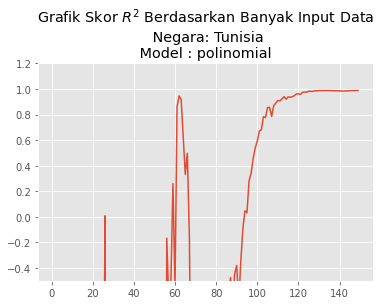 Grafik Skor R² Berdasarkan Banyak Input Data
Negara: Tunisia
Model : polinomial
1.2
1.0
0.8
0.6
0.4
0.2
0.0
−0.2
−0.4
0 20 40 60 80 100 120 140